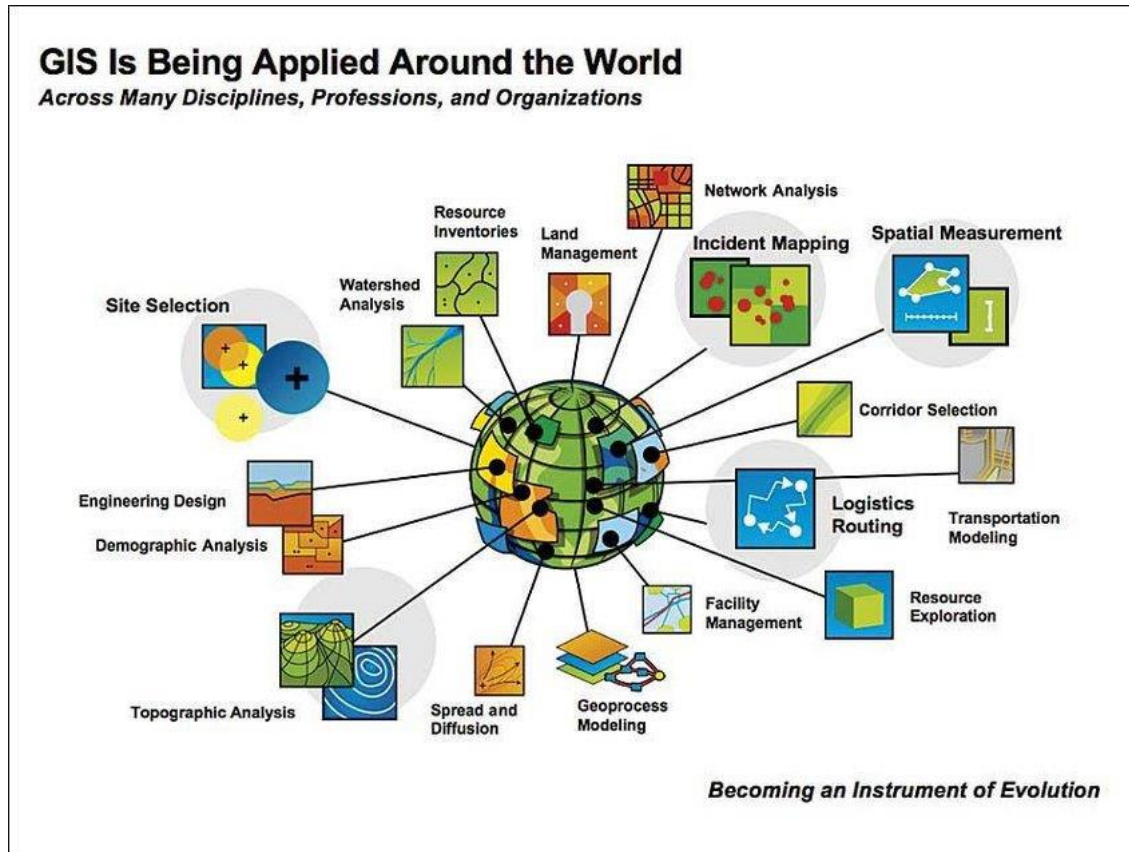 GIS Is Being Applied Around the World
Across Many Disciplines, Professions, and Organizations
Network Analysis
Resource
Inventories
Land
Management
Incident Mapping
Spatial Measurement
Watershed
Analysis
Site Selection
Corridor Selection
Engineering Design
Logistics
Routing
Transportation
Modeling
Demographic Analysis
Facility
Management
Resource
Exploration
Topographic Analysis
Spread and
Diffusion
Geoprocess
Modeling
Becoming an Instrument of Evolution